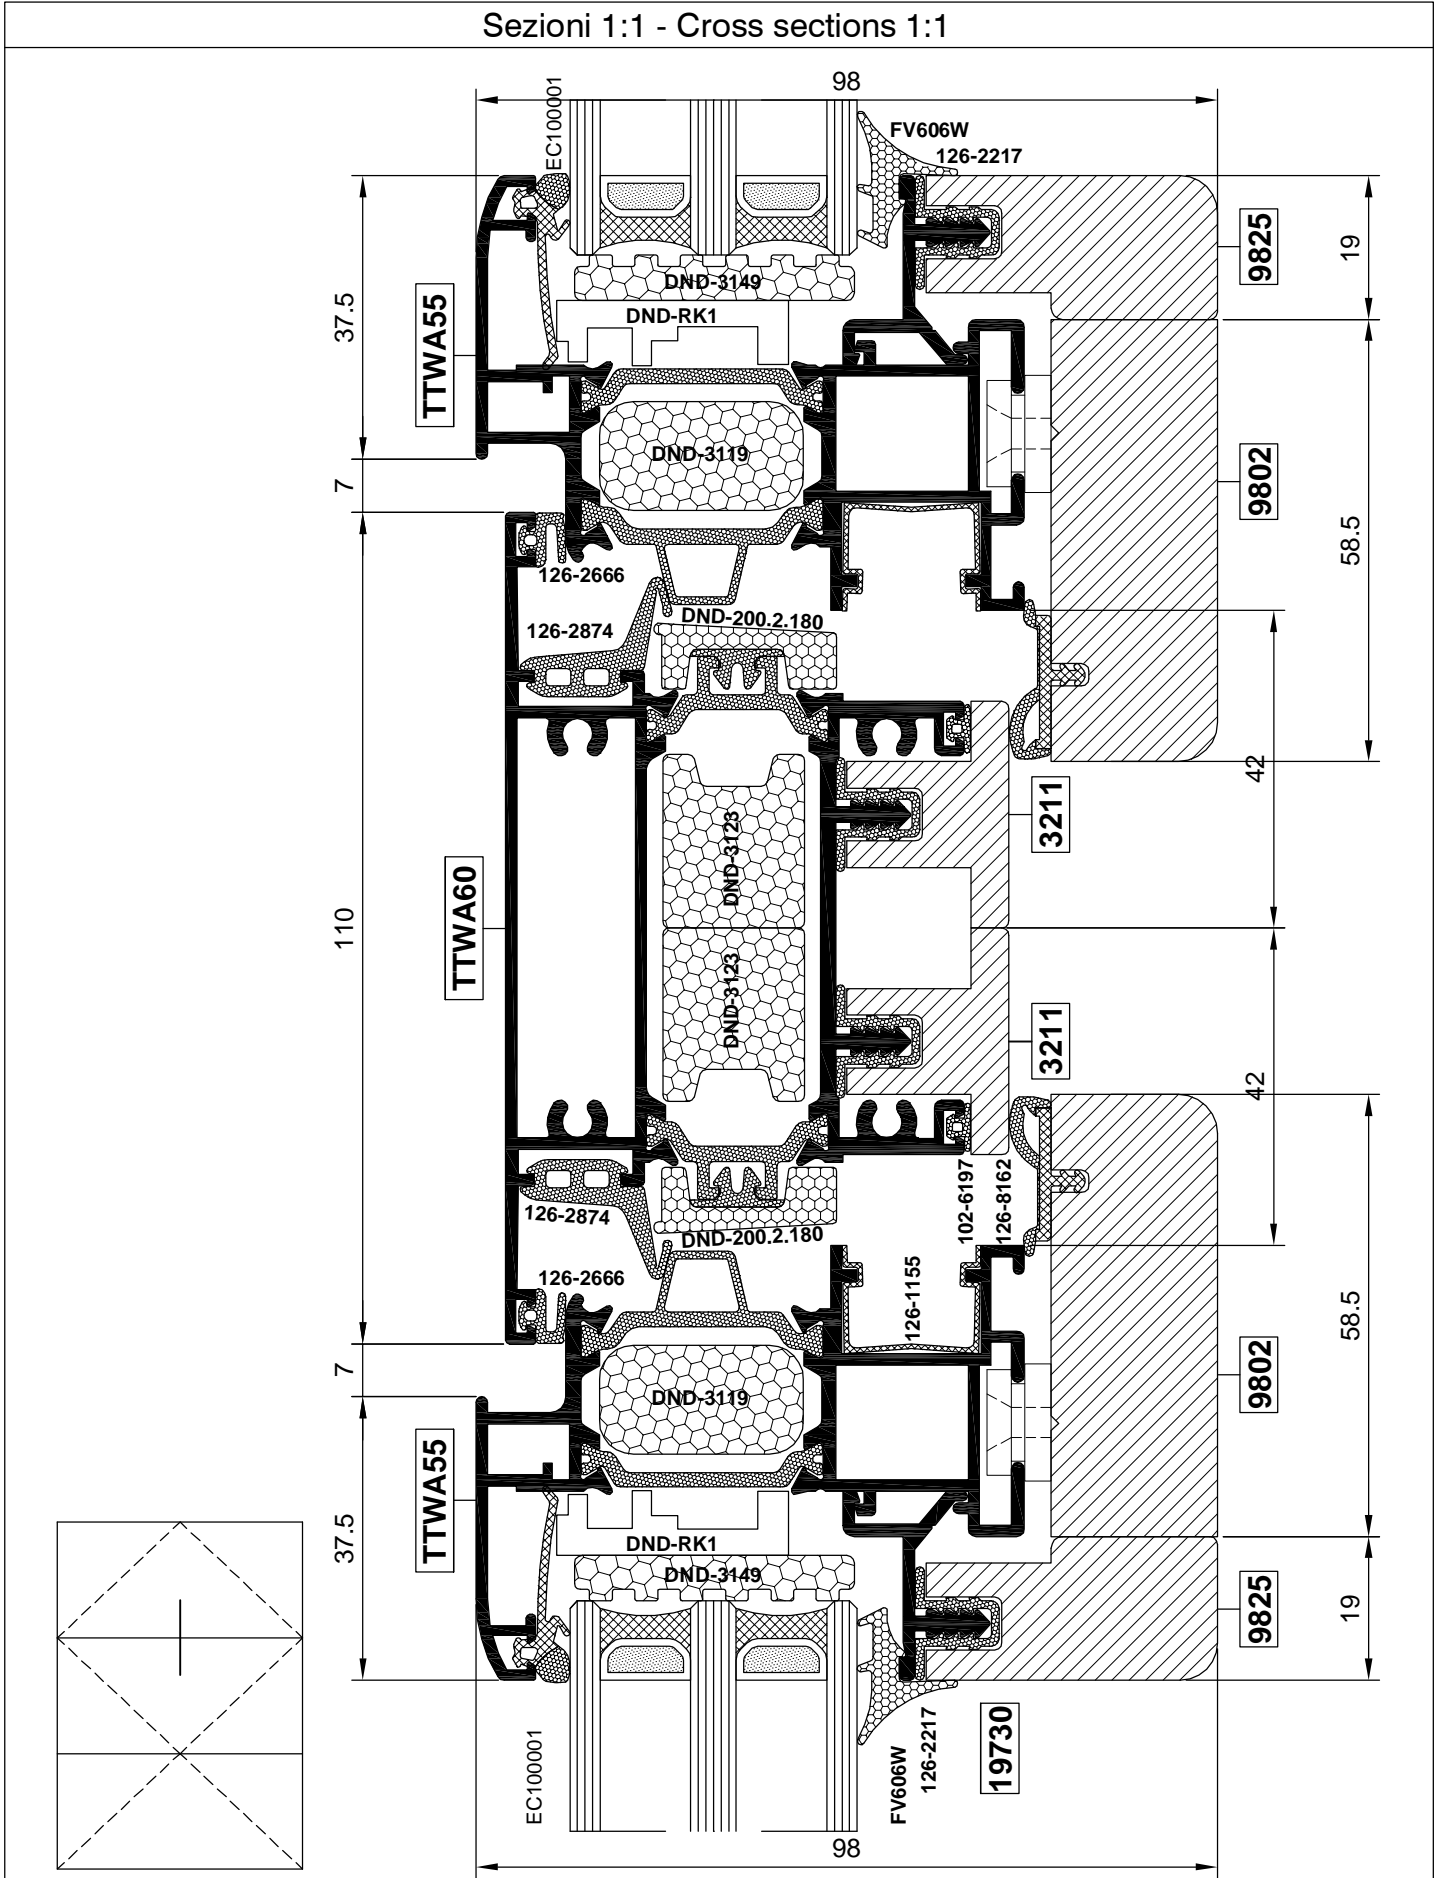 Sezioni 1:1 - Cross sections 1:1
98
EC100001
FV606W
126-2217
37.5
19
9825
DND-3149
DND-RK1
TTWA55
DND-3119
9802
7
58.5
126-2666
126-2874
DND-200.2.180
42
3211
DND-3123
TTWA60
110
DND-3123
3211
42
102-6197
126-8162
126-2874
DND-200.2.180
126-2666
126-1155
58.5
7
9802
DND-3119
TTWA55
37.5
DND-RK1
DND-3149
9825
19
EC100001
FV606W
126-2217
19730
98